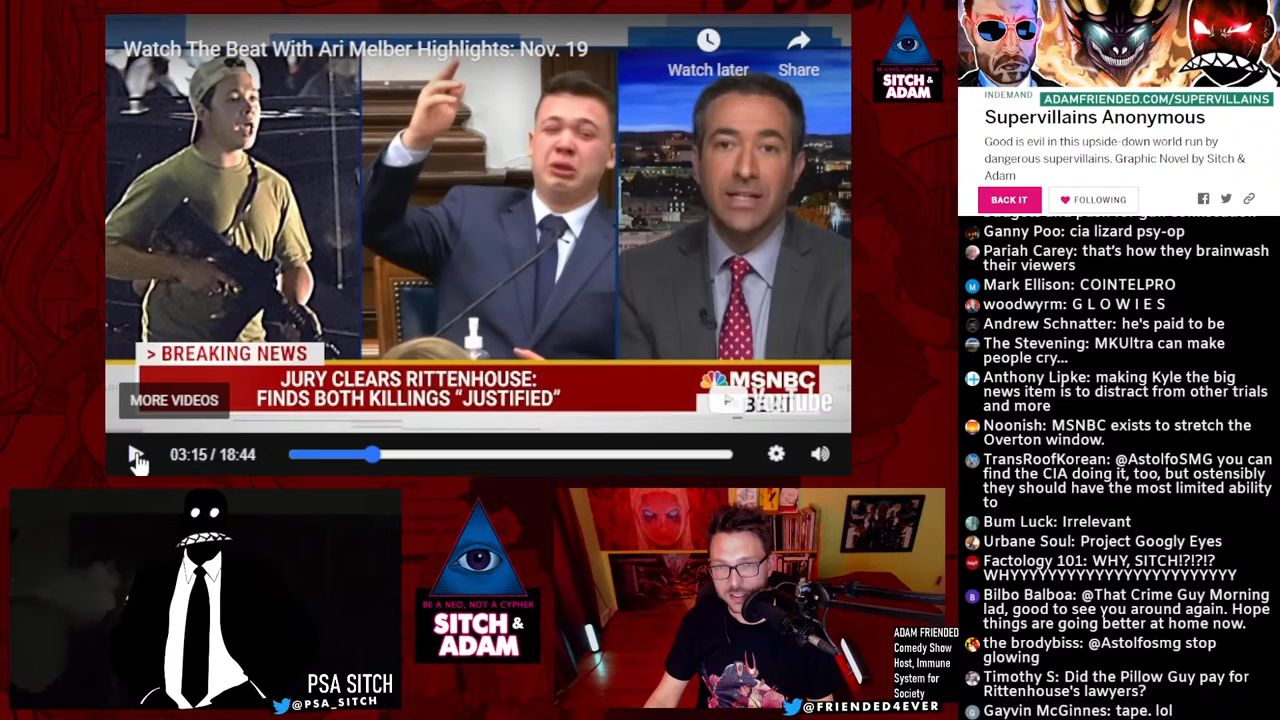 Watch The Beat With Ari Melber Highlights: Nov. 19
Watch later
Share
> BREAKING NEWS
JURY CLEARS RITTENHOUSE:
FINDS BOTH KILLINGS “JUSTIFIED”
MSNBC
YouTube
MORE VIDEOS
03:15 / 18:44
BE A NEO, NOT A CYPHER
SITCH &
ADAM
INDEMAND
ADAMFRIENDED.COM/SUPERVILLAINS
Supervillains Anonymous
Good is evil in this upside-down world run by
dangerous supervillains. Graphic Novel by Sitch &
Adam
BACK IT
FOLLOWING
Ganny Poo: cia lizard psy-op
Pariah Carey: that’s how they brainwash
their viewers
Mark Ellison: COINTELPRO
woodwyrm: G L O W I E S
Andrew Schnatter: he's paid to be
The Stevening: MKUltra can make
people cry...
Anthony Lipke: making Kyle the big
news item is to distract from other trials
and more
Noonish: MSNBC exists to stretch the
Overton window.
TransRoofKorean: @AstolfoSMG you can
find the CIA doing it, too, but ostensibly
they should have the most limited ability
to
Bum Luck: Irrelevant
Urbane Soul: Project Googly Eyes
Factology 101: WHY, SITCH!?!?!?
WHYYYYYYYYYYYYYYYYYYYYYYYY
Bilbo Balboa: @That Crime Guy Morning
lad, good to see you around again. Hope
things are going better at home now.
the brodybiss: @Astolfosmg stop
glowing
Timothy S: Did the Pillow Guy pay for
Rittenhouse's lawyers?
Gayvin McGinnes: tape. lol
PSA SITCH
@PSA_SITCH
BE A NEO, NOT A CYPHER
SITCH &
ADAM
ADAM FRIENDED
Comedy Show
Host, Immune
System for
Society
@FRIENDED4EVER